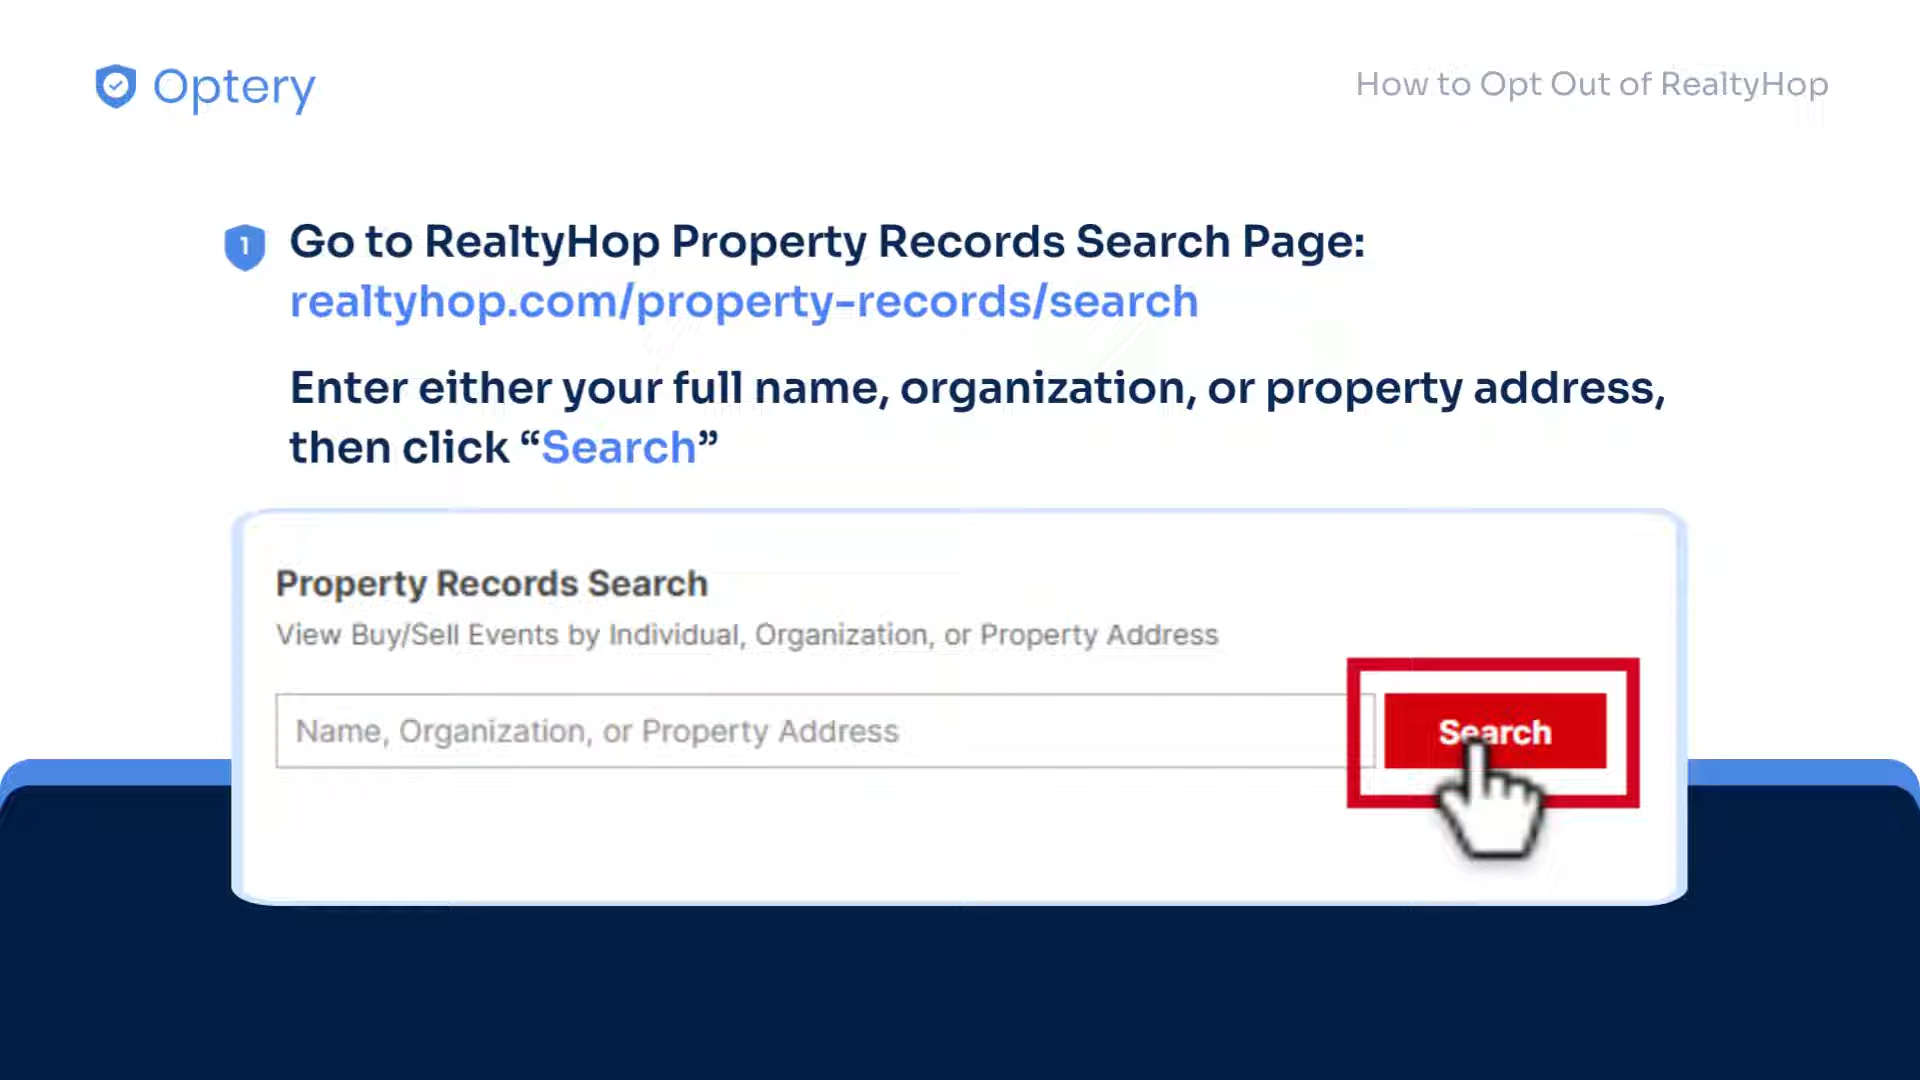 Optery
How to Opt Out of RealtyHop
1
Go to RealtyHop Property Records Search Page:
realtyhop.com/property-records/search
Enter either your full name, organization, or property address,
then click “Search”
Property Records Search
View Buy/Sell Events by Individual, Organization, or Property Address
Name, Organization, or Property Address
Search